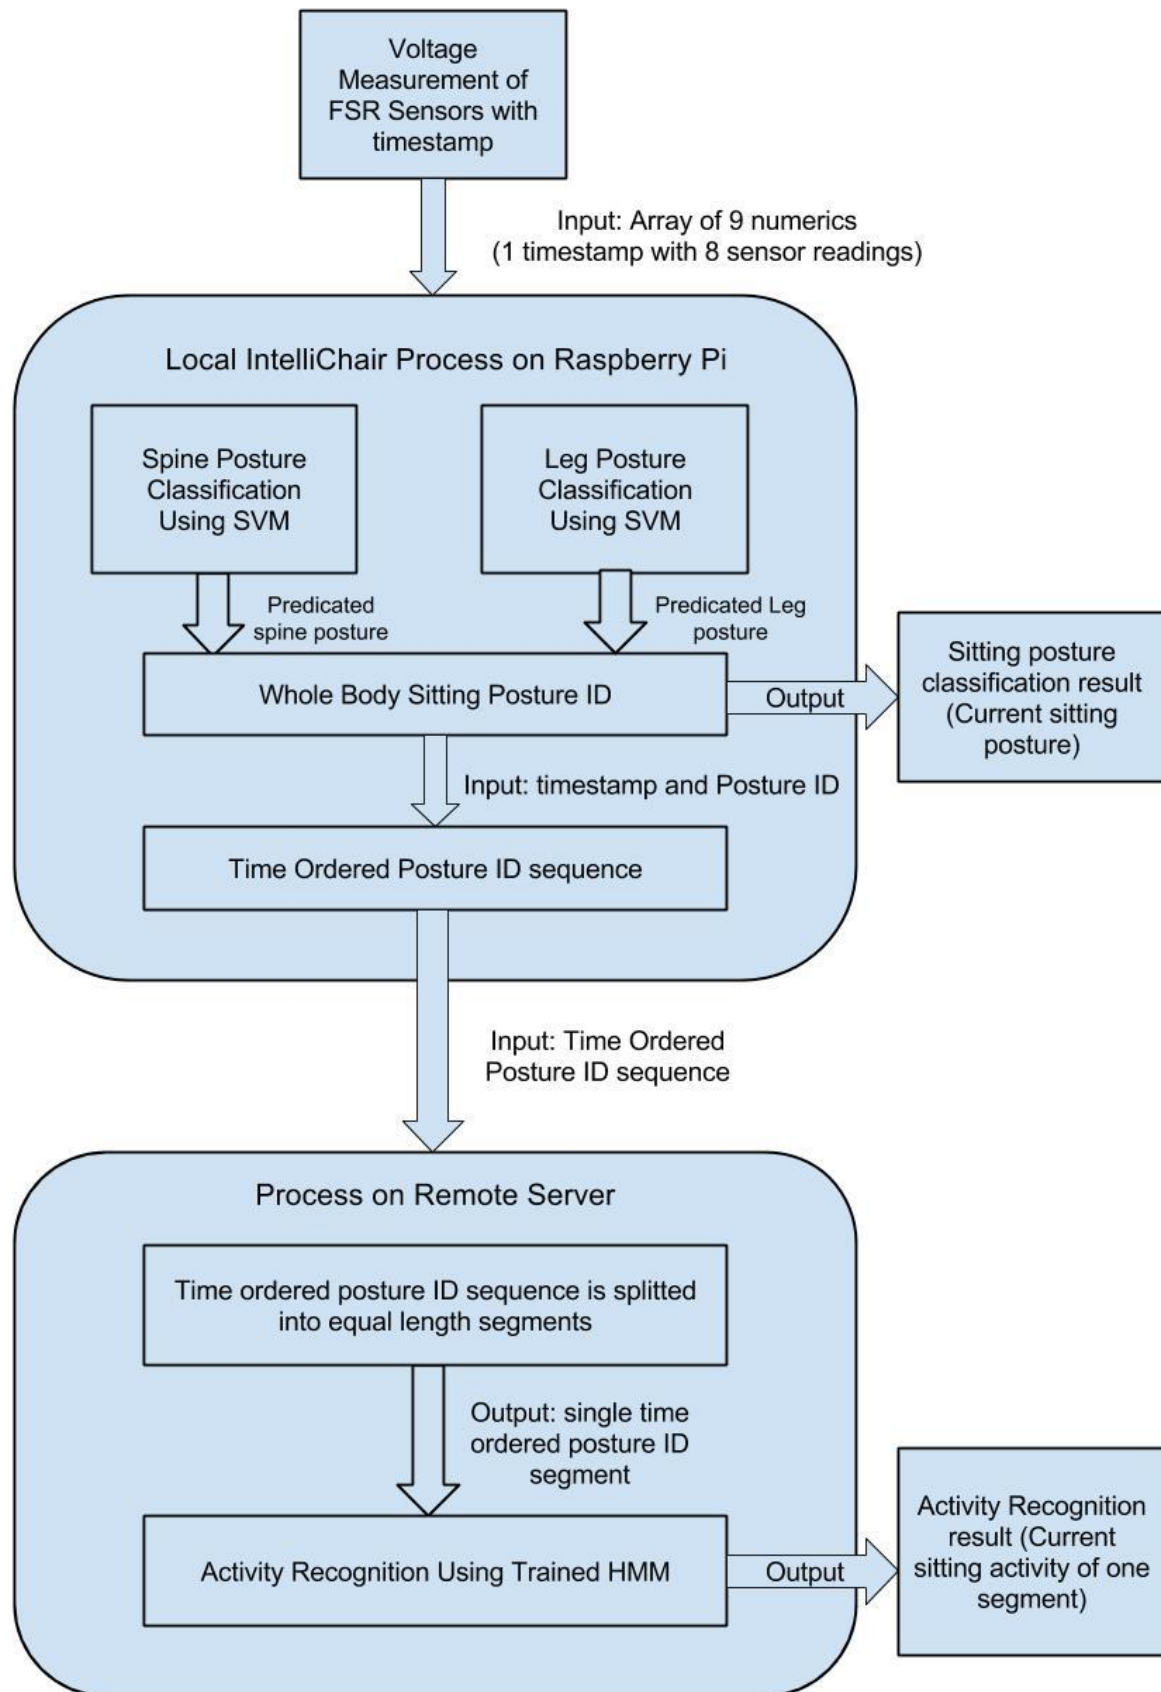 Voltage
Measurement of
FSR Sensors with
timestamp
Input: Array of 9 numerics
(1 timestamp with 8 sensor readings)
Local IntelliChair Process on Raspberry Pi
Spine Posture
Classification
Using SVM
Leg Posture
Classification
Using SVM
Predicated
spine posture
Predicated Leg
posture
Whole Body Sitting Posture ID
Output
Sitting posture
classification result
(Current sitting
posture)
Input: timestamp and Posture ID
Time Ordered Posture ID sequence
Input: Time Ordered
Posture ID sequence
Process on Remote Server
Time ordered posture ID sequence is splitted
into equal length segments
Output: single time
ordered posture ID
segment
Activity Recognition Using Trained HMM
Output
Activity Recognition
result (Current
sitting activity of one
segment)